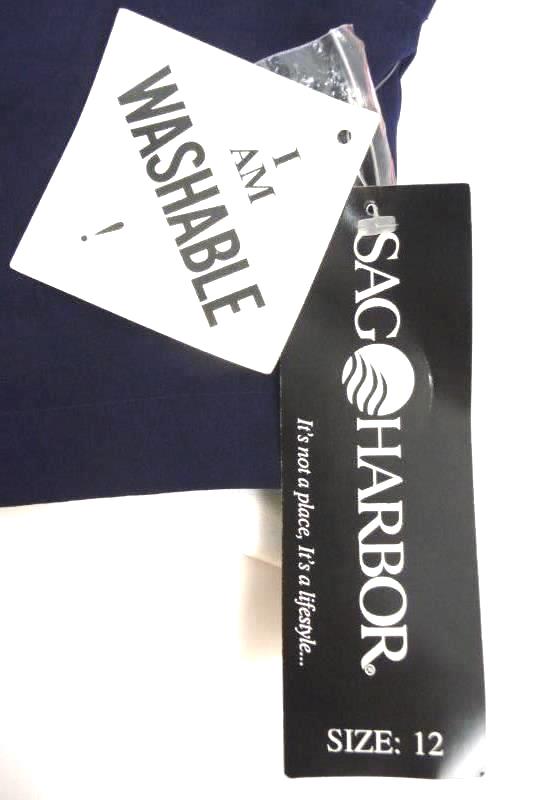 I
AM
WASHABLE
!
SAG HARBOR®
It's not a place, It's a lifestyle...
SIZE: 12